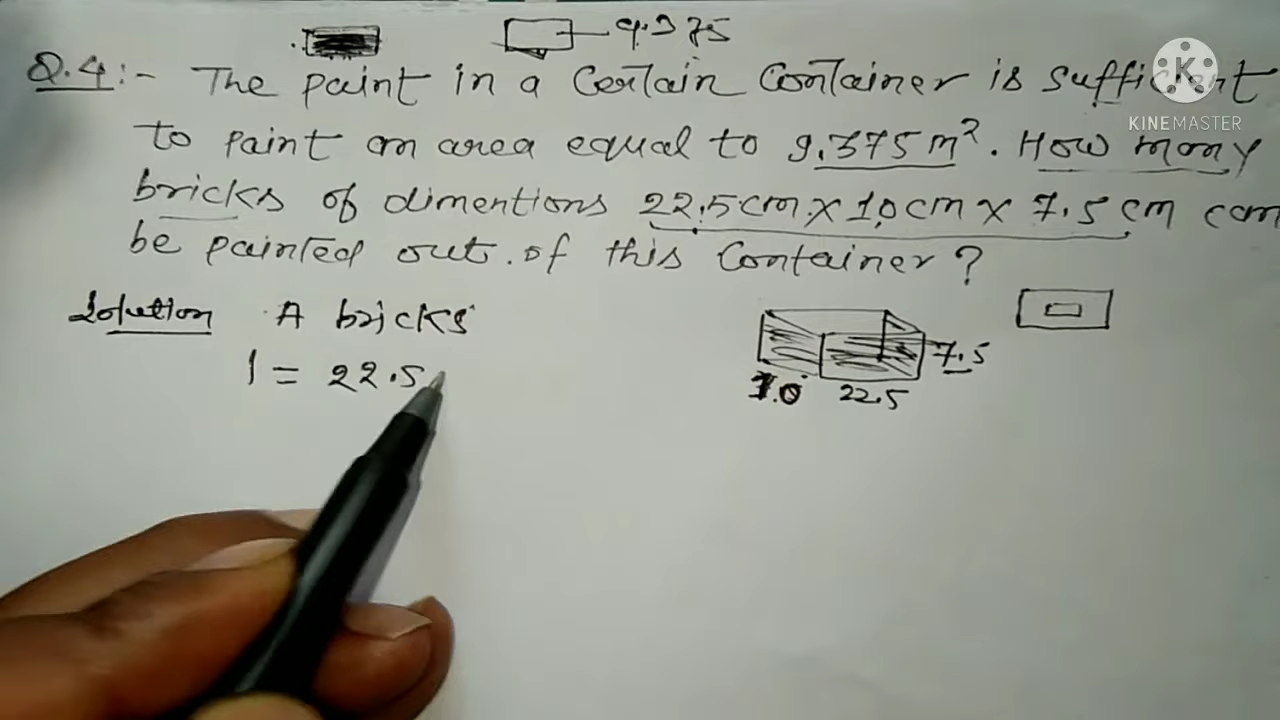 9.375
Q.4:- The paint in a certain container is sufficient
to paint an area equal to 9.375 m². How many
bricks of dimentions 22.5cm x 10cm x 7.5 cm can
be painted out of this container?
Solution A bricks
l = 22.5
7.5
10 22.5
K
KINEMASTER